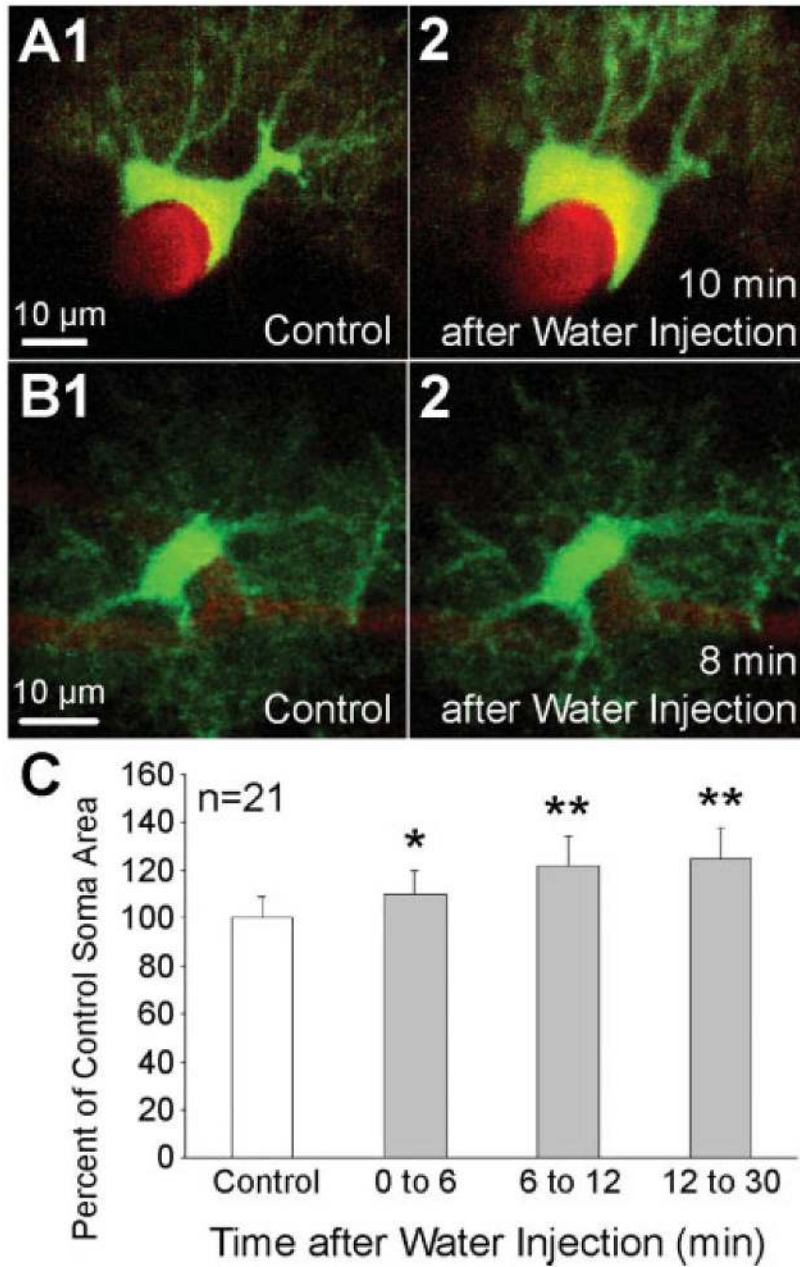 A1
2
10 µm
Control
10 min
after Water Injection
B1
2
10 µm
Control
8 min
after Water Injection
C
n=21
Percent of Control Soma Area
160
140
120
100
80
60
40
20
0
*
**
**
Control
0 to 6
6 to 12
12 to 30
Time after Water Injection (min)